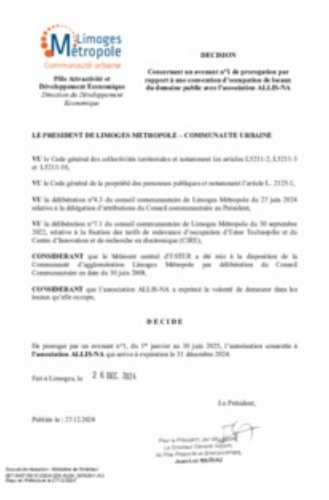 Limoges
Métropole
Communauté urbaine
Pôle Attractivité et
Développement Economique
Direction du Développement
Economique
DECISION
Concernant un avenant n°1 de prorogation par
rapport à une convention d'occupation de locaux
du domaine public avec l'association ALLIS-NA
LE PRESIDENT DE LIMOGES METROPOLE – COMMUNAUTE URBAINE
VU le Code général des collectivités territoriales et notamment les articles L5211-2, L5211-3
et L5211-10,
VU le Code général de la propriété des personnes publiques et notamment l'article L. 2125-1,
VU la délibération n°4.3 du conseil communautaire de Limoges Métropole du 27 juin 2024
relative à la délégation d'attributions du Conseil communautaire au Président,
VU la délibération n°7.1 du conseil communautaire de Limoges Métropole du 30 septembre
2022, relative à la fixation des tarifs de redevance d'occupation d'Ester Technopole et du
Centre d'Innovation et de recherche en électronique (CIRE),
CONSIDERANT que le bâtiment central d'ESTER a été mis à la disposition de la
Communauté d'agglomération Limoges Métropole par délibération du Conseil
Communautaire en date du 30 juin 2008,
CONSIDERANT que l'association ALLIS-NA a exprimé la volonté de demeurer dans les
locaux qu'elle occupe,
D E C I D E
De proroger par un avenant n°1, du 1er janvier au 30 juin 2025, l'autorisation consentie à
l'association ALLIS-NA qui arrive à expiration le 31 décembre 2024.
Fait à Limoges, le 26 DEC. 2024
Le Président,
Publiée le : 27/12/2024
Pour le Président, par
Le Directeur Général Adjoint,
Jean-Luc